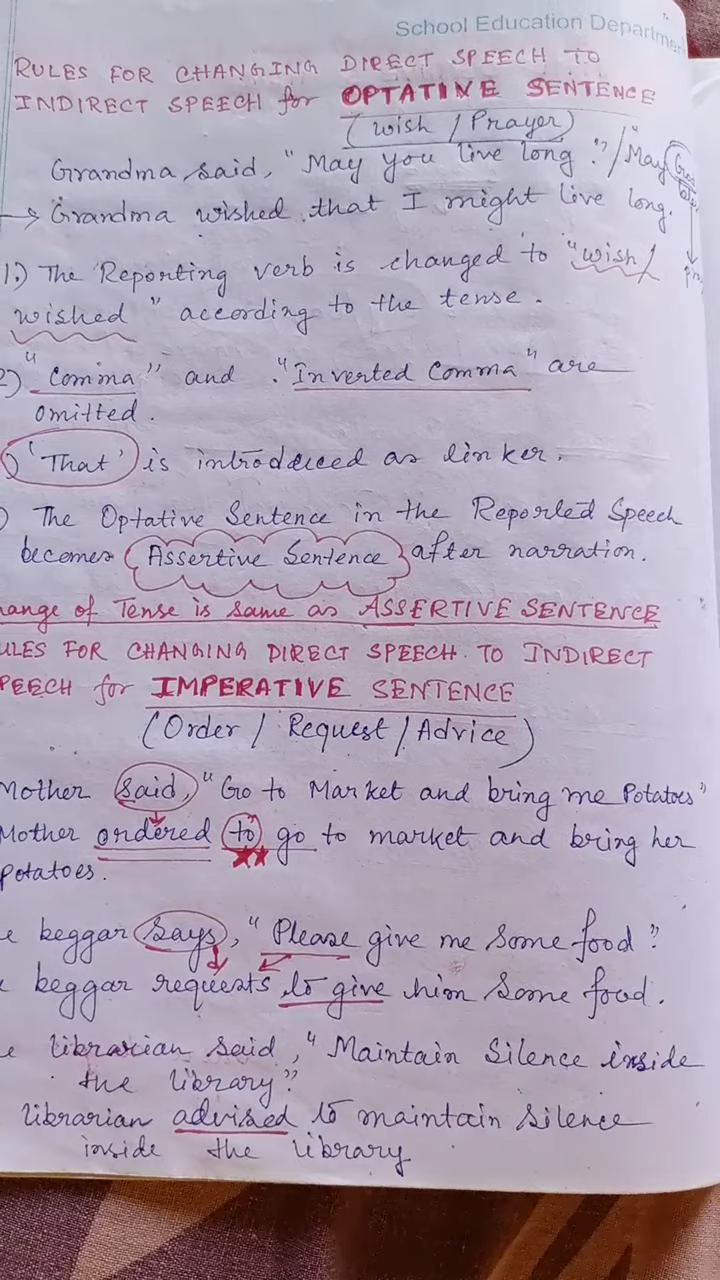 School Education Departme
RULES FOR CHANGING DIRECT SPEECH TO
INDIRECT SPEECH for OPTATIVE SENTENCE
(Wish / Prayer)
Grandma said, "May you live long."/"May
→ Grandma wished that I might live long.
1.) The Reporting verb is changed to "wish/
wished" according to the tense.
2) "Comma" and "Inverted Comma" are
omitted.
) 'That' is introduced as linker.
) The Optative Sentence in the Reported Speech
becomes Assertive Sentence after narration.
hange of Tense is same as ASSERTIVE SENTENCE
ULES FOR CHANGING DIRECT SPEECH TO INDIRECT
PEECH for IMPERATIVE SENTENCE
(Order / Request / Advice)
Mother said, "Go to Market and bring me Potatoes"
Mother ordered to go to market and bring her
potatoes.
e beggar says, "Please give me some food"
beggar requests to give him some food.
e librarian said, "Maintain Silence inside
the library"
librarian advised to maintain silence
inside the library